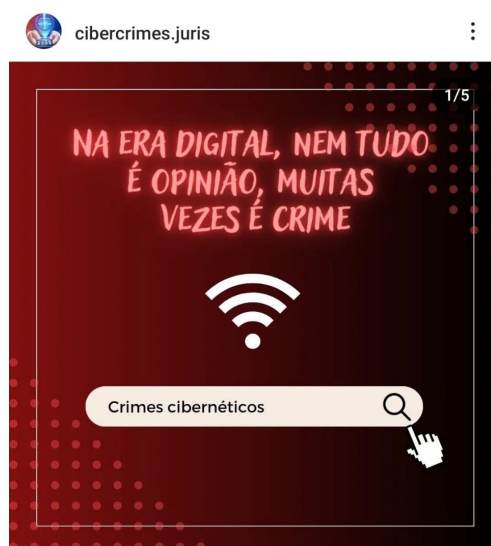 cibercrimes.juris
1/5
NA ERA DIGITAL, NEM TUDO
É OPINIÃO, MUITAS
VEZES É CRIME
Crimes cibernéticos